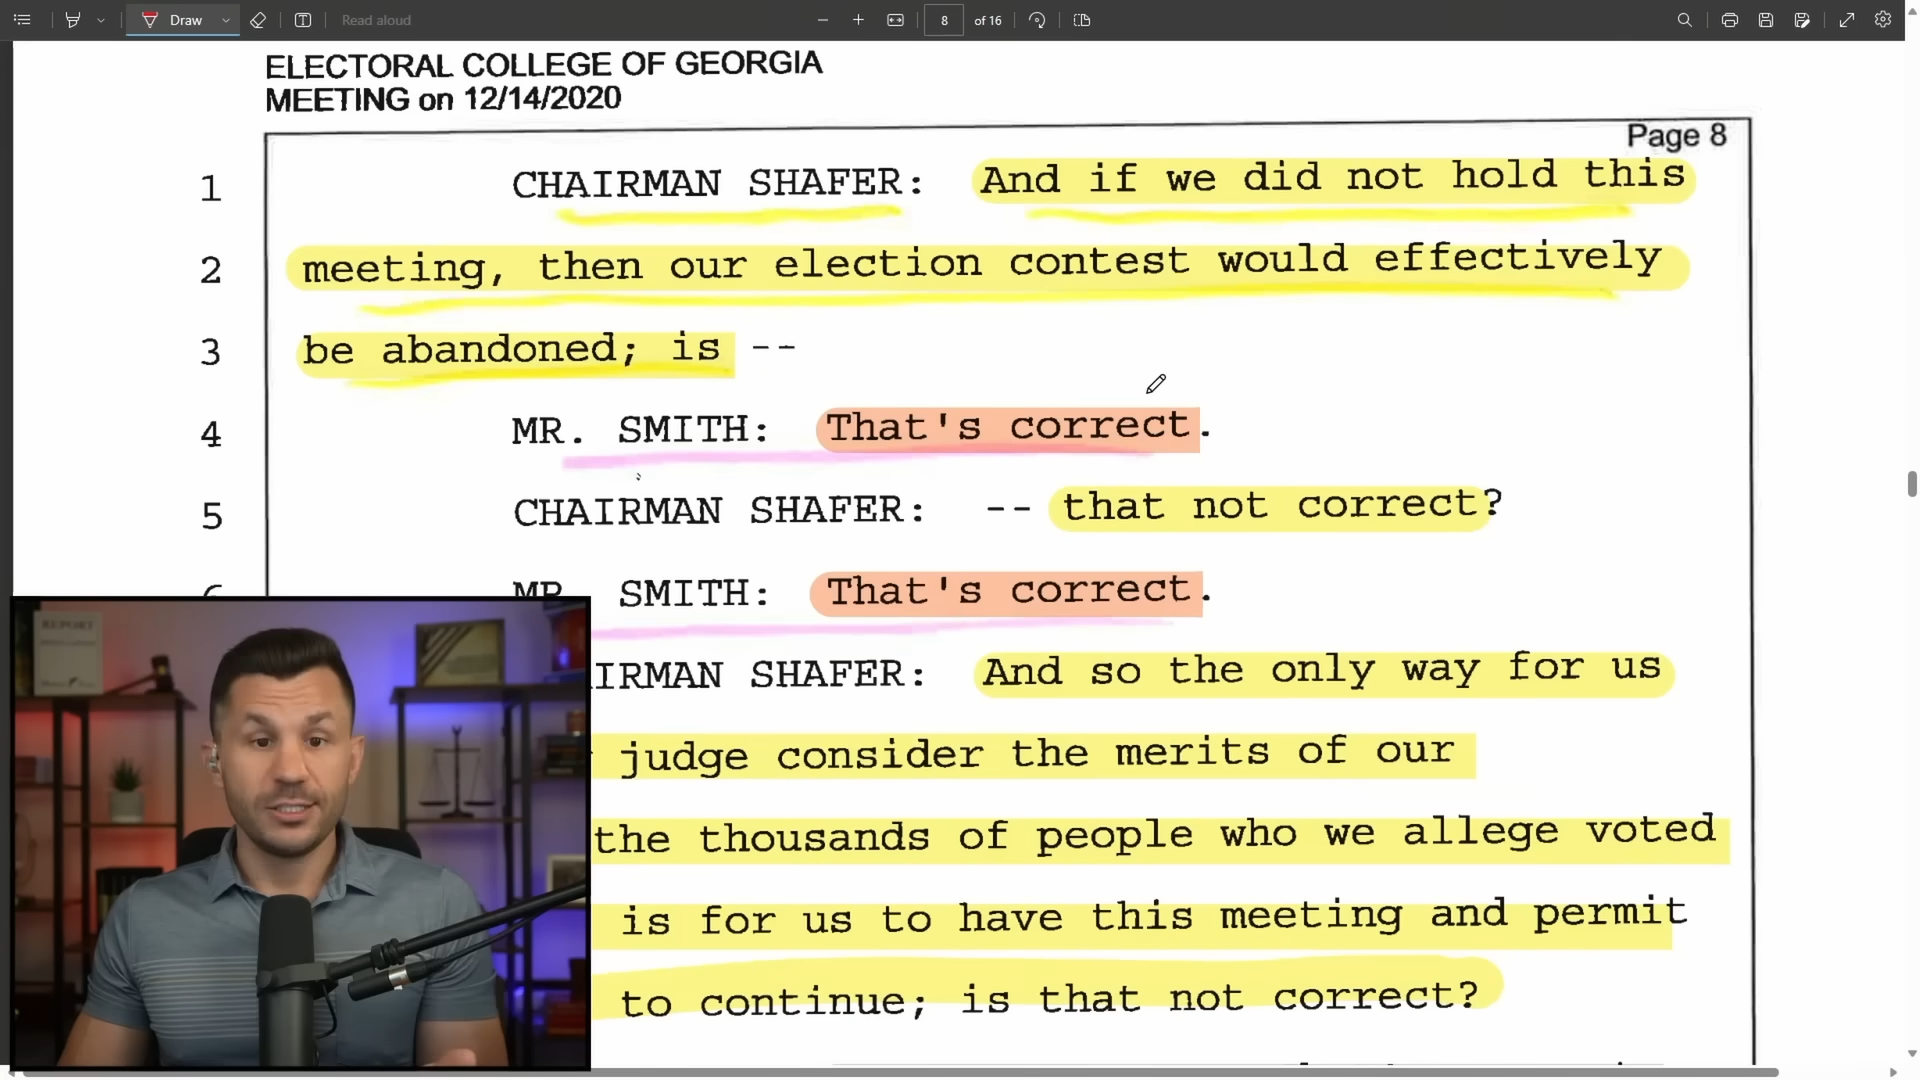 Draw
Read aloud
8 of 16
ELECTORAL COLLEGE OF GEORGIA
MEETING on 12/14/2020
Page 8
1 CHAIRMAN SHAFER: And if we did not hold this
2 meeting, then our election contest would effectively
3 be abandoned; is --
4 MR. SMITH: That's correct.
5 CHAIRMAN SHAFER: -- that not correct?
MR. SMITH: That's correct.
IRMAN SHAFER: And so the only way for us
judge consider the merits of our
the thousands of people who we allege voted
is for us to have this meeting and permit
to continue; is that not correct?
REPORT